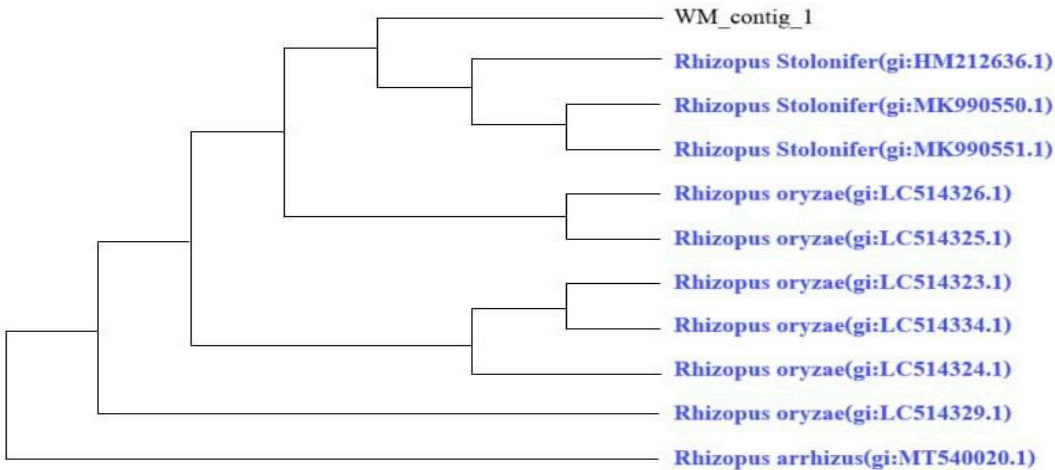 WM_contig_1
Rhizopus Stolonifer(gi:HM212636.1)
Rhizopus Stolonifer(gi:MK990550.1)
Rhizopus Stolonifer(gi:MK990551.1)
Rhizopus oryzae(gi:LC514326.1)
Rhizopus oryzae(gi:LC514325.1)
Rhizopus oryzae(gi:LC514323.1)
Rhizopus oryzae(gi:LC514334.1)
Rhizopus oryzae(gi:LC514324.1)
Rhizopus oryzae(gi:LC514329.1)
Rhizopus arrhizus(gi:MT540020.1)